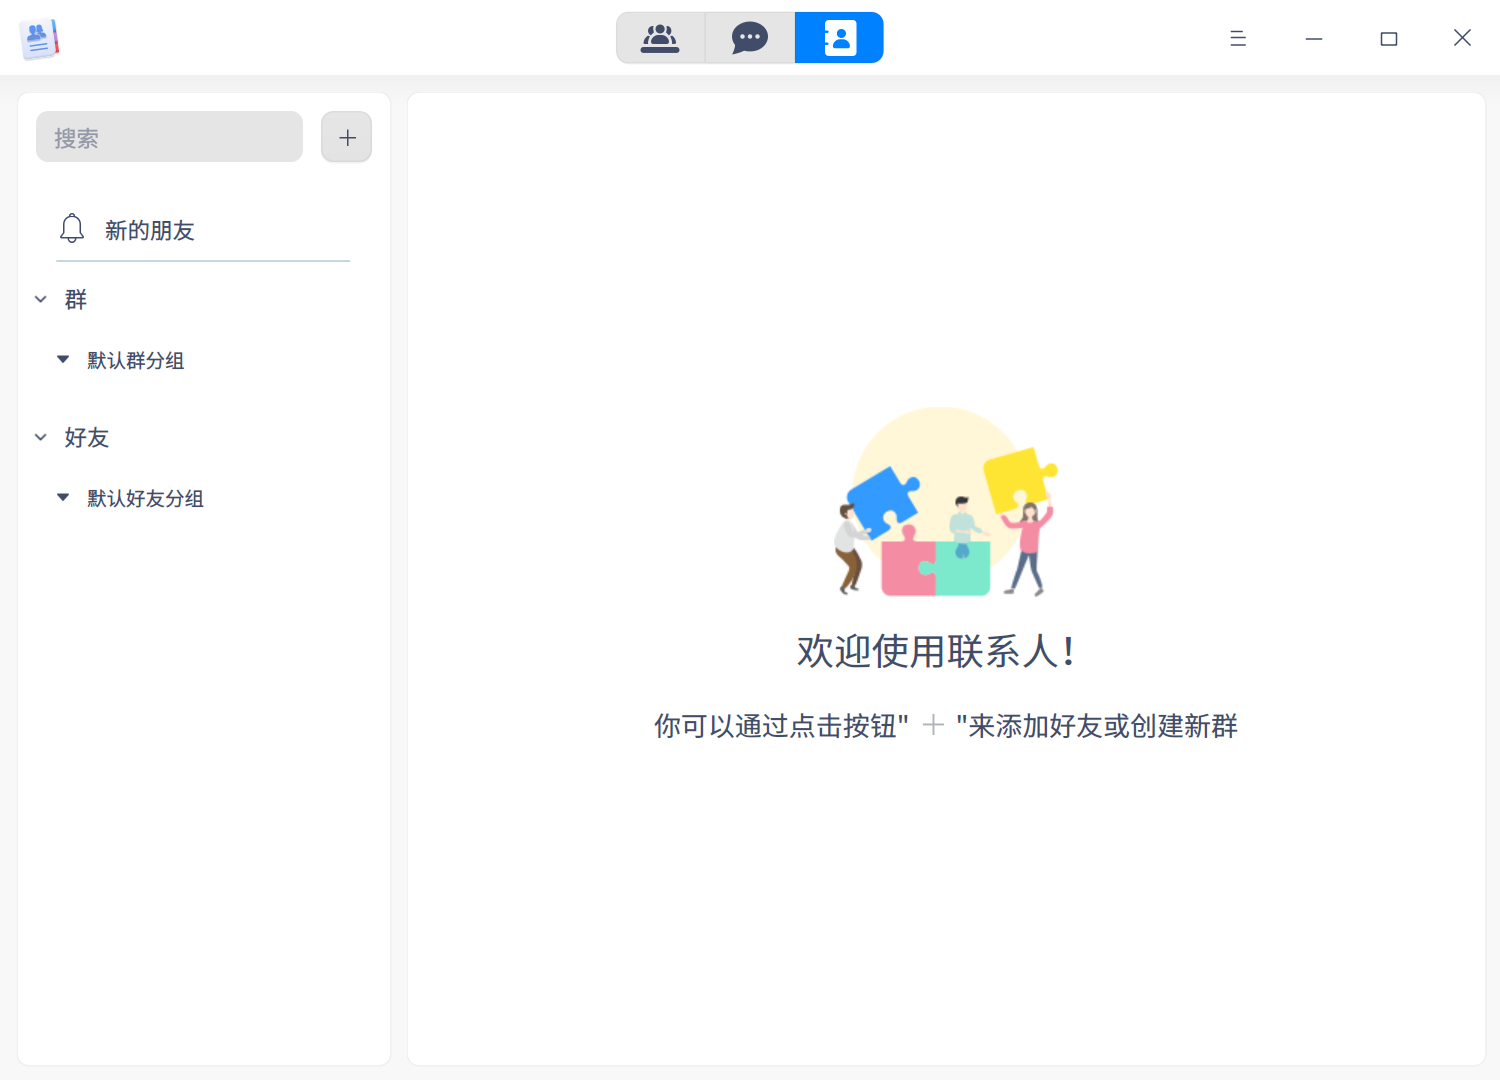 搜索
新的朋友
群
默认群分组
好友
默认好友分组
欢迎使用联系人！
你可以通过点击按钮" + "来添加好友或创建新群